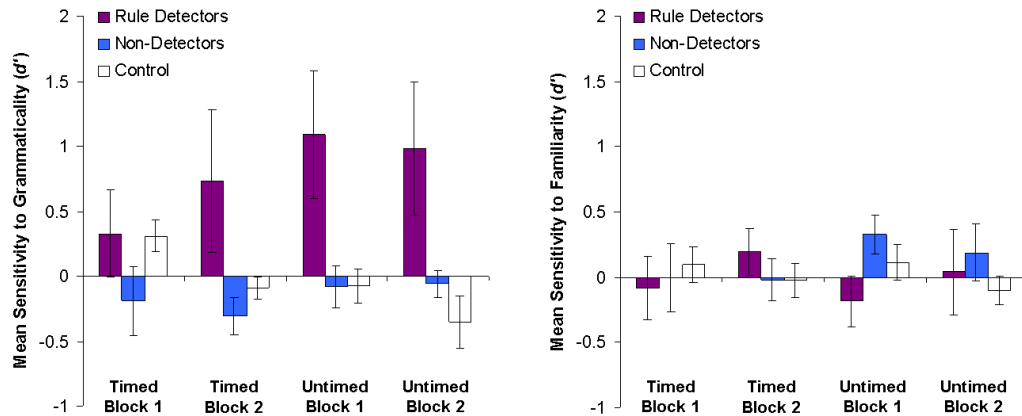 Mean Sensitivity to Grammaticality (d')
2
1.5
1
0.5
0
-0.5
-1
Rule Detectors
Non-Detectors
Control
Timed
Block 1
Timed
Block 2
Untimed
Block 1
Untimed
Block 2
Mean Sensitivity to Familiarity (d')
2
1.5
1
0.5
0
-0.5
-1
Rule Detectors
Non-Detectors
Control
Timed
Block 1
Timed
Block 2
Untimed
Block 1
Untimed
Block 2